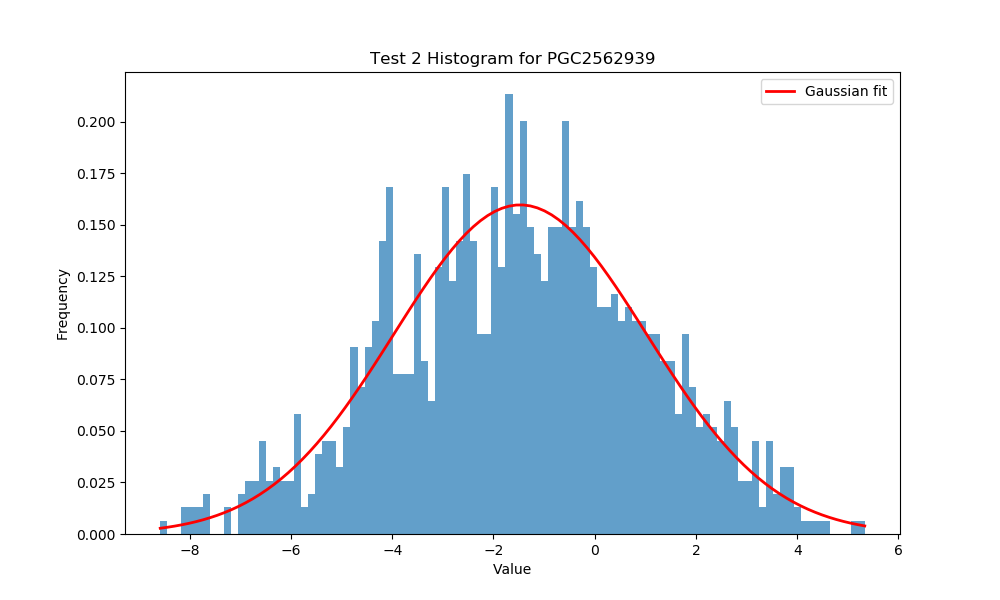 Test 2 Histogram for PGC2562939
Gaussian fit
0.200
0.175
0.150
0.125
0.100
0.075
0.050
0.025
0.000
Frequency
−8 −6 −4 −2 0 2 4 6
Value